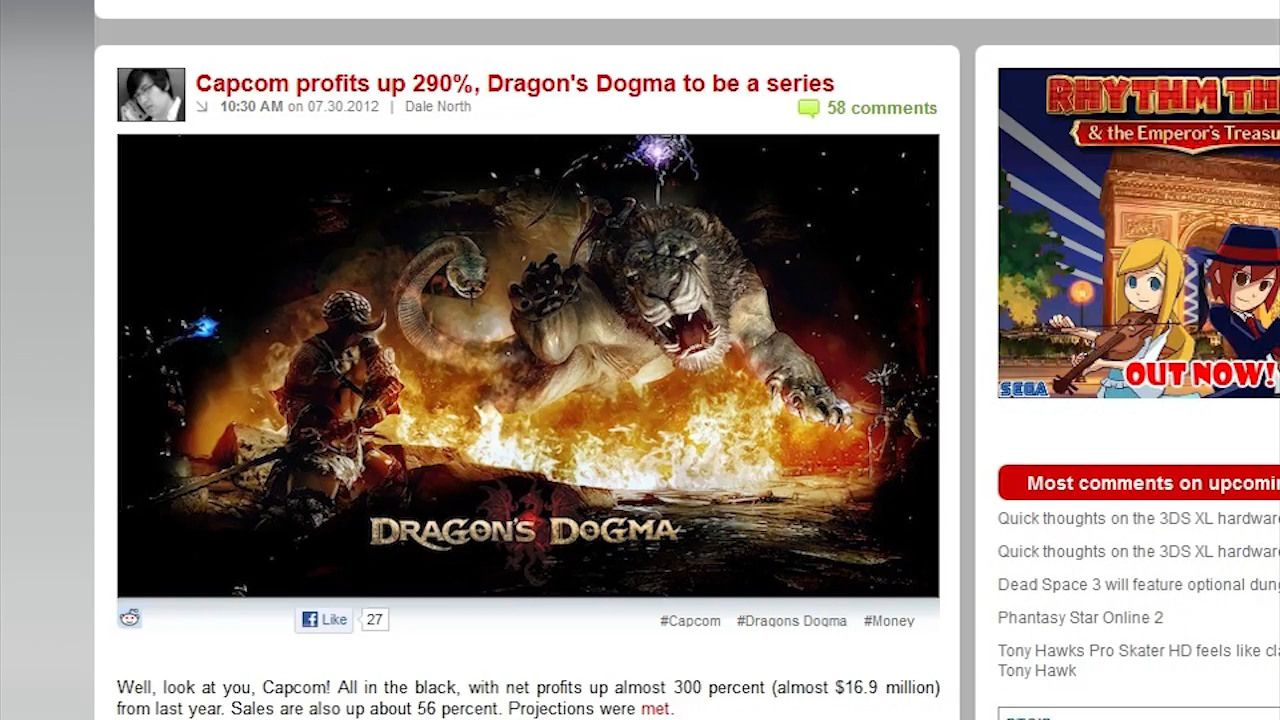 Capcom profits up 290%, Dragon's Dogma to be a series
10:30 AM on 07.30.2012 | Dale North
58 comments
DRAGON'S DOGMA
Like 27
#Capcom #Dragons Dogma #Money
Well, look at you, Capcom! All in the black, with net profits up almost 300 percent (almost $16.9 million)
from last year. Sales are also up about 56 percent. Projections were met.
RHYTHM TH
& the Emperor's Treasu
OUT NOW!
SEGA
Most comments on upcomin
Quick thoughts on the 3DS XL hardwar
Quick thoughts on the 3DS XL hardwar
Dead Space 3 will feature optional dun
Phantasy Star Online 2
Tony Hawks Pro Skater HD feels like cl
Tony Hawk